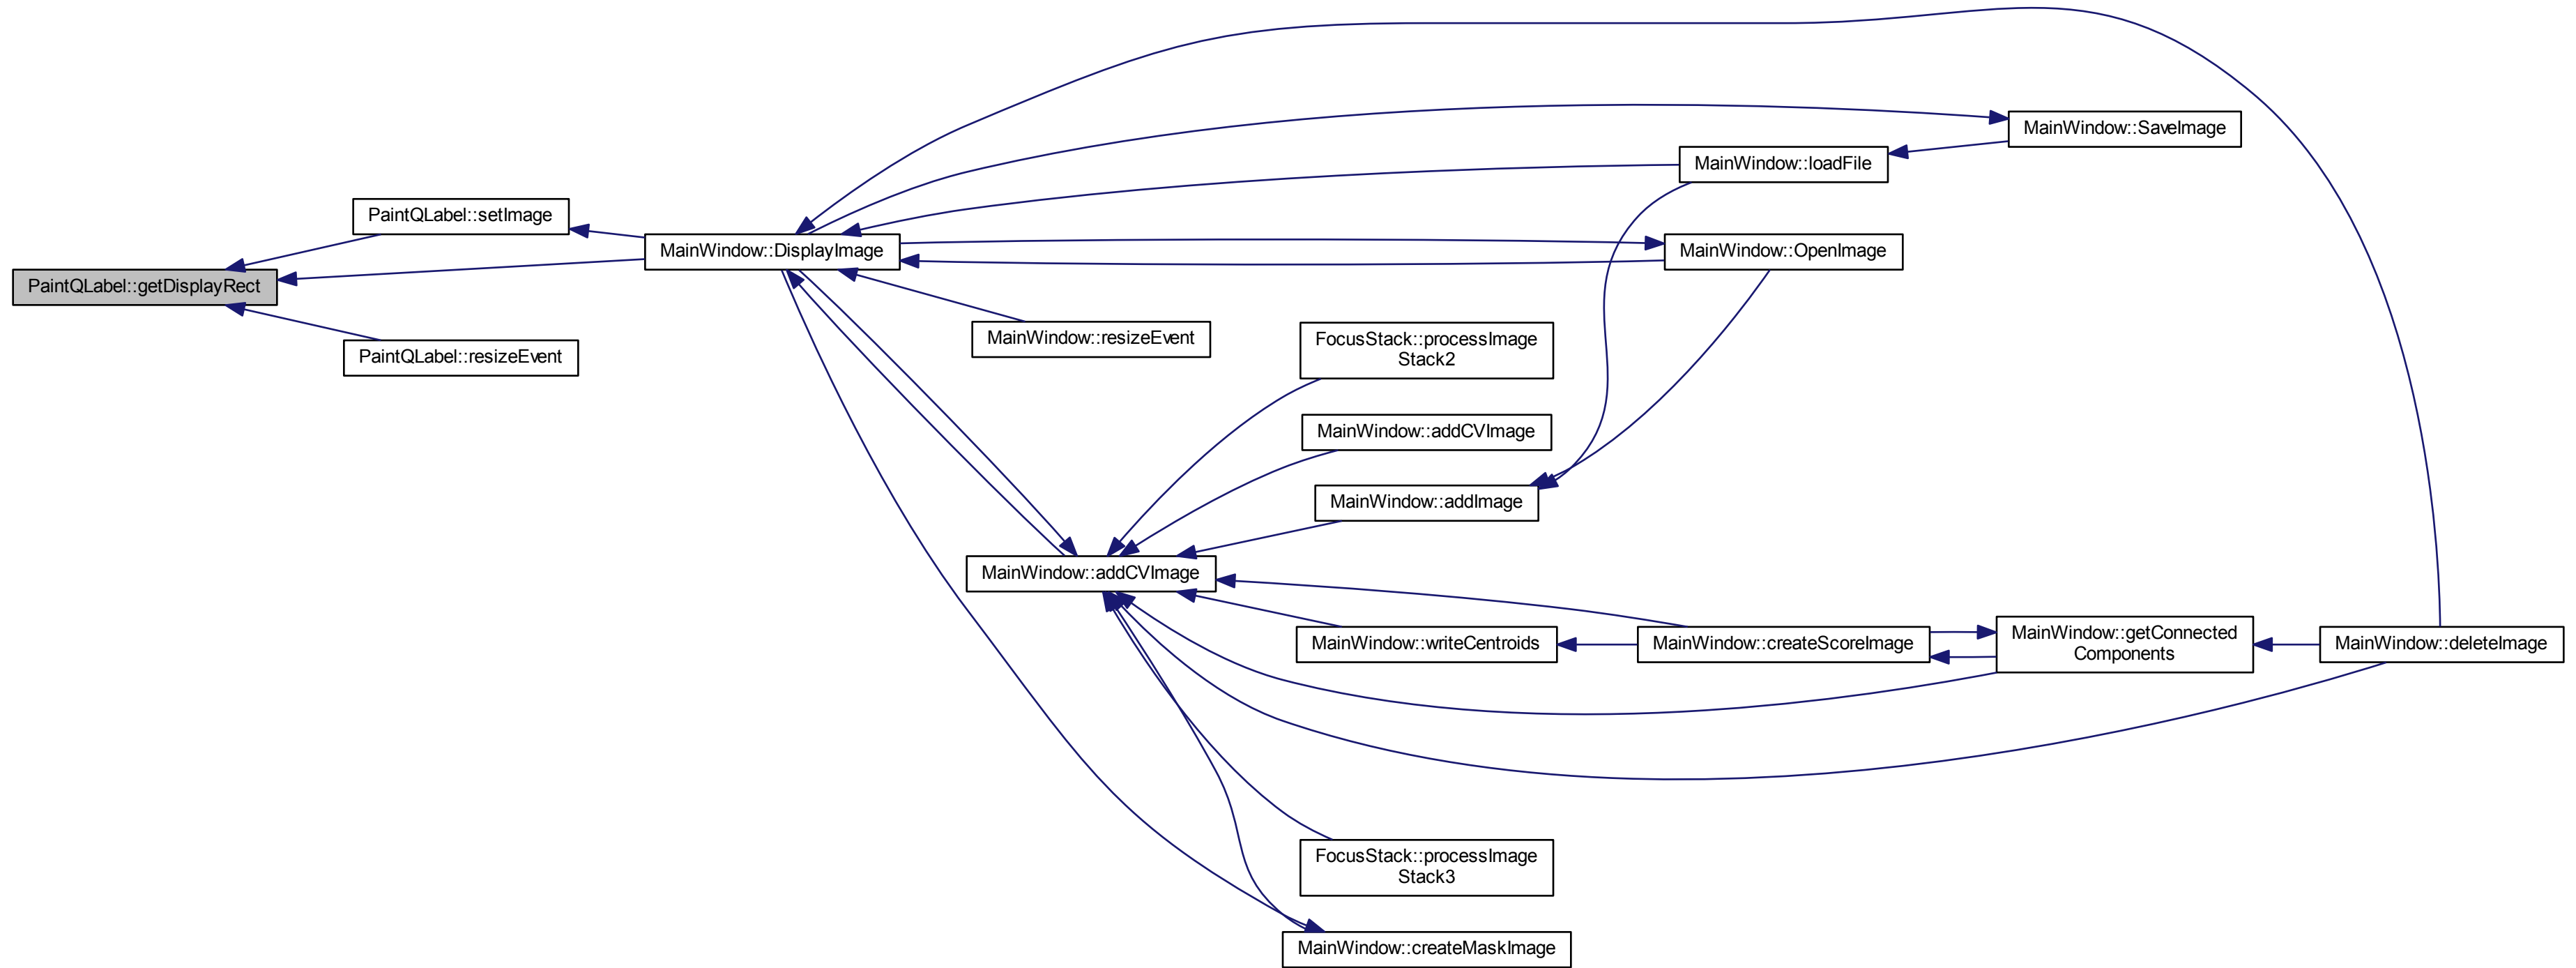 MainWindow::SaveImage
MainWindow::loadFile
PaintQLabel::setImage
MainWindow::DisplayImage
MainWindow::OpenImage
PaintQLabel::getDisplayRect
MainWindow::resizeEvent
FocusStack::processImage
Stack2
PaintQLabel::resizeEvent
MainWindow::addCVImage
MainWindow::addImage
MainWindow::addCVImage
MainWindow::writeCentroids
MainWindow::createScoreImage
MainWindow::getConnected
Components
MainWindow::deleteImage
FocusStack::processImage
Stack3
MainWindow::createMaskImage